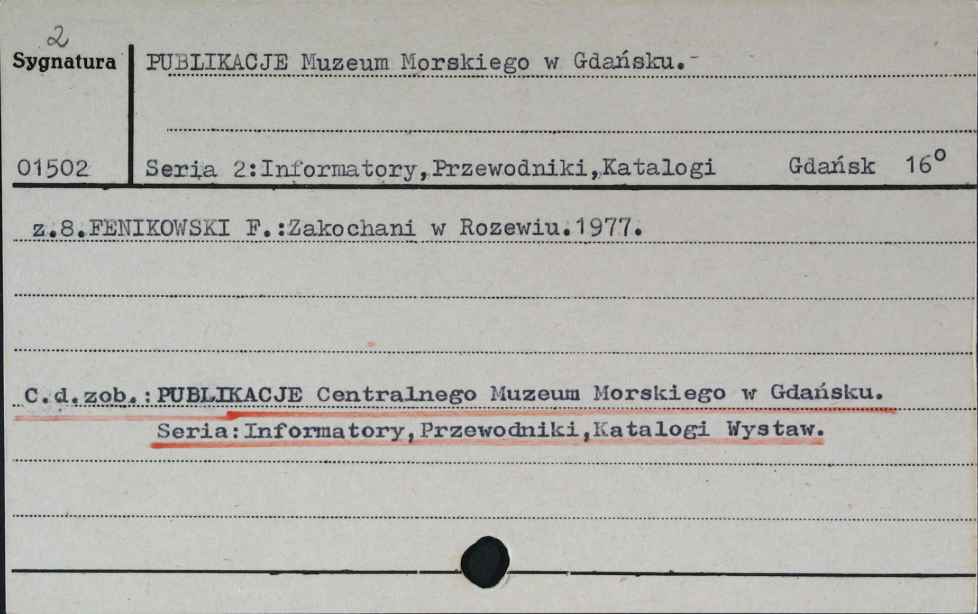 2
Sygnatura PUBLIKACJE Muzeum Morskiego w Gdańsku.-
01502 Seria 2:Informatory,Przewodniki,Katalogi Gdańsk 16°
z.8.FENIKOWSKI F.:Zakochani w Rozewiu.1977.
C.d.zob.:PUBLIKACJE Centralnego Muzeum Morskiego w Gdańsku.
Seria:Informatory,Przewodniki,Katalogi Wystaw.